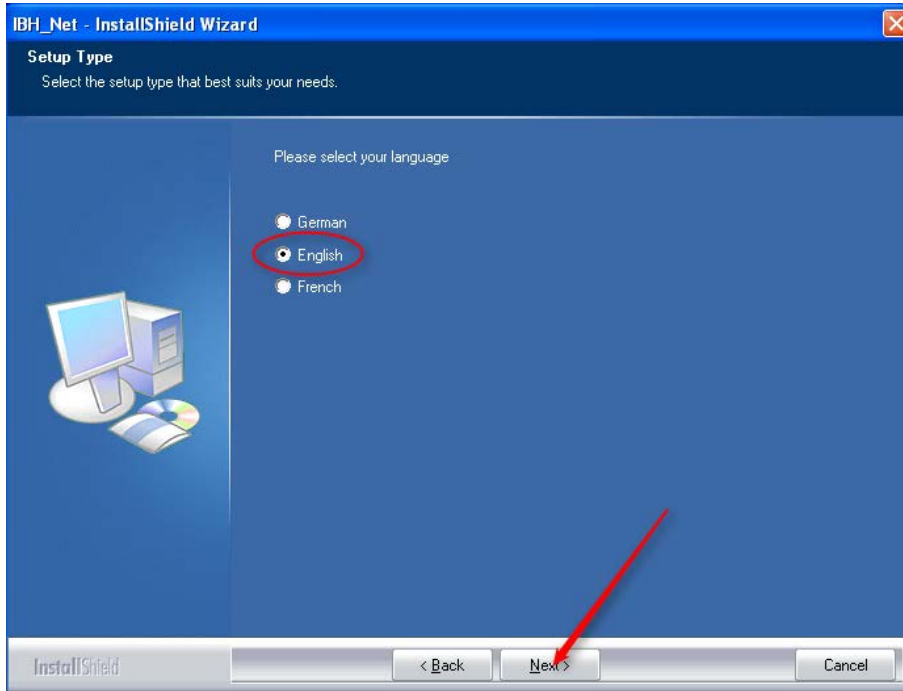 IBH_Net - InstallShield Wizard
Setup Type
Select the setup type that best suits your needs.
Please select your language
German
English
French
InstallShield
< Back
Next >
Cancel